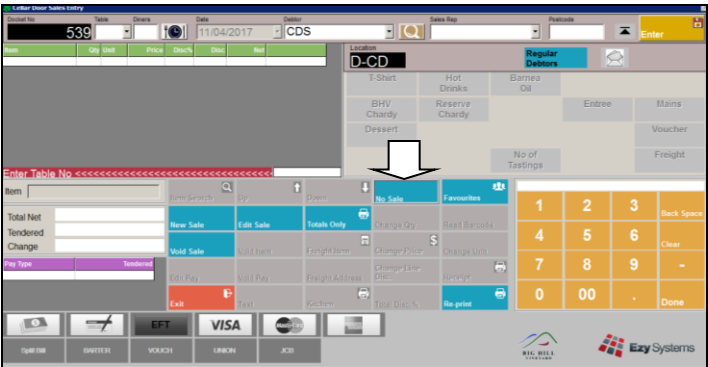 Cellar Door Sales Entry
Docket No Table Diners Date Debtor Sales Rep Postcode
539 11/04/2017 CDS Enter
Item Qty Unit Price Disc% Disc Net
Location
D-CD
Regular
Debtors
T-Shirt Hot
Drinks Barnea
Oil
BHV
Chardy Reserve
Chardy Entree Mains
Dessert Voucher
No of
Tastings Freight
Enter Table No <<<<<<<<<<<<<<<<<<<<<<<<<<<<
Item
Item Search Up Down No Sale Favourites
Total Net
Tendered
Change
New Sale Edit Sale Totals Only Change Qty Read Barcode
Void Sale Void Item Freight Item Change Price Change Unit
Pay Type Tendered
Edit Pay Void Pay Freight Address Change Line
Disc. Receipt
Exit Text Kitchen Total Disc. % Re-print
1 2 3 Back Space
4 5 6 Clear
7 8 9 -
0 00 . Done
EFT VISA MasterCard
Split Bill BARTER VOUCH UNION JCB
BIG HILL
VINEYARD
Ezy Systems